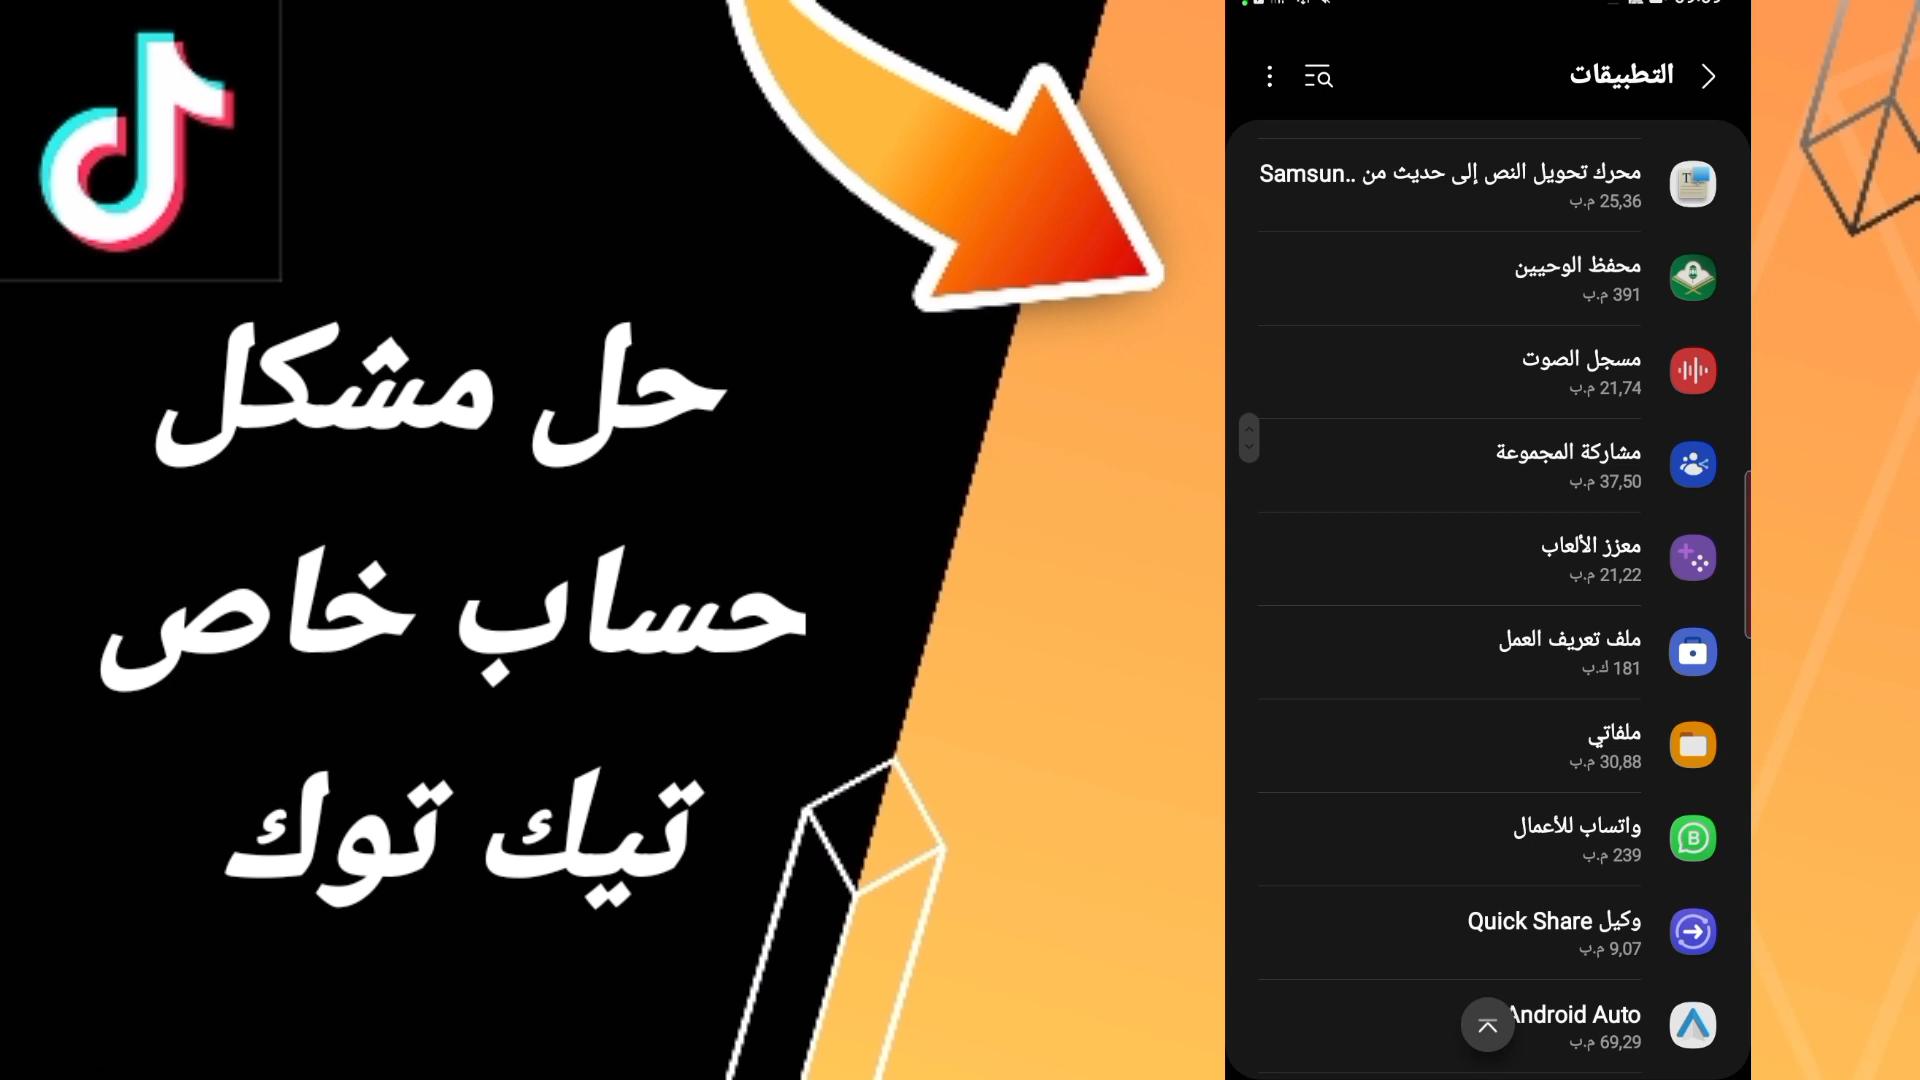 حل مشكل
حساب خاص
تيك توك
التطبيقات
محرك تحويل النص إلى حديث من Samsun..
25,36 م.ب
محفظ الوحيين
391 م.ب
مسجل الصوت
21,74 م.ب
مشاركة المجموعة
37,50 م.ب
معزز الألعاب
21,22 م.ب
ملف تعريف العمل
181 ك.ب
ملفاتي
30,88 م.ب
واتساب للأعمال
239 م.ب
وكيل Quick Share
9,07 م.ب
Android Auto
69,29 م.ب